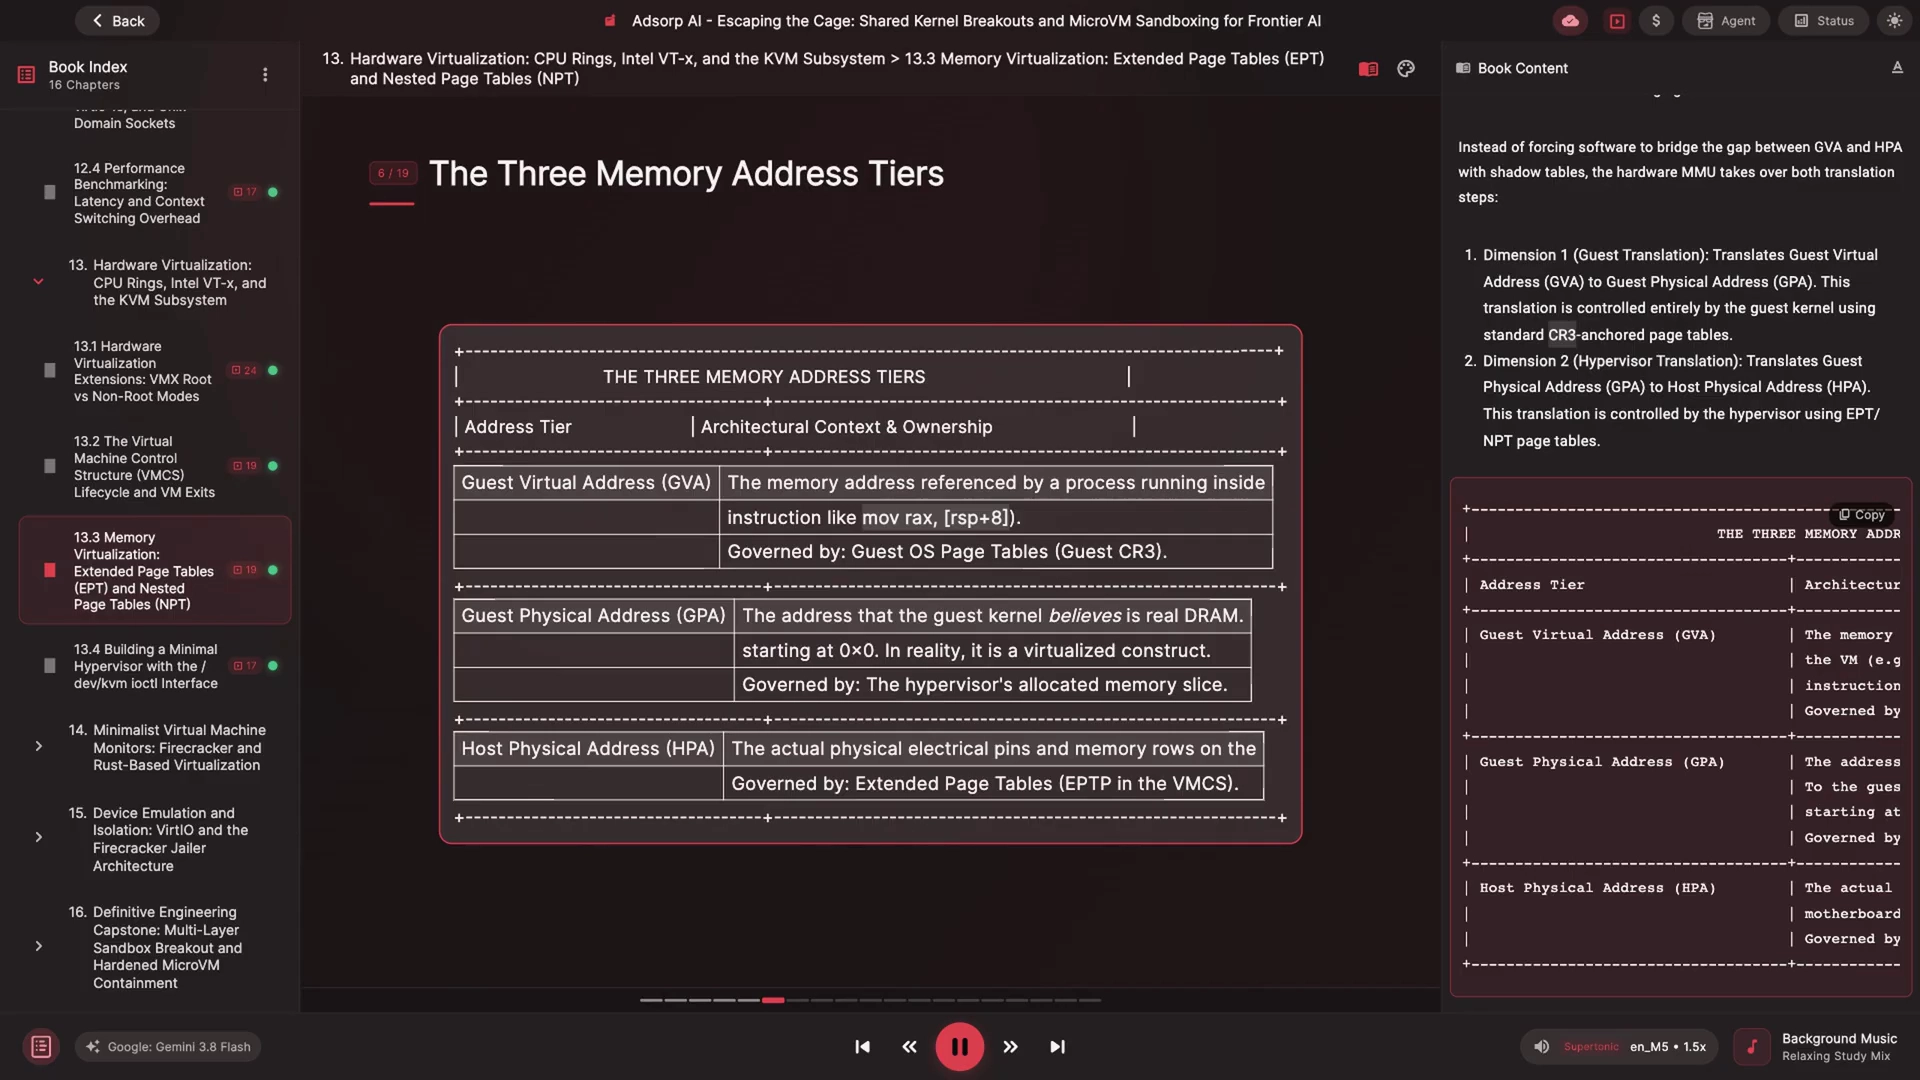 Back
Adsorp AI - Escaping the Cage: Shared Kernel Breakouts and MicroVM Sandboxing for Frontier AI
$
Agent
Status
Book Index
16 Chapters
Domain Sockets
12.4 Performance
Benchmarking:
Latency and Context
Switching Overhead
17
13. Hardware Virtualization:
CPU Rings, Intel VT-x, and
the KVM Subsystem
13.1 Hardware
Virtualization
Extensions: VMX Root
vs Non-Root Modes
24
13.2 The Virtual
Machine Control
Structure (VMCS)
Lifecycle and VM Exits
19
13.3 Memory
Virtualization:
Extended Page Tables
(EPT) and Nested
Page Tables (NPT)
19
13.4 Building a Minimal
Hypervisor with the /
dev/kvm ioctl Interface
17
14. Minimalist Virtual Machine
Monitors: Firecracker and
Rust-Based Virtualization
15. Device Emulation and
Isolation: VirtIO and the
Firecracker Jailer
Architecture
16. Definitive Engineering
Capstone: Multi-Layer
Sandbox Breakout and
Hardened MicroVM
Containment
13. Hardware Virtualization: CPU Rings, Intel VT-x, and the KVM Subsystem > 13.3 Memory Virtualization: Extended Page Tables (EPT)
and Nested Page Tables (NPT)
6 / 19
The Three Memory Address Tiers
THE THREE MEMORY ADDRESS TIERS
| Address Tier | Architectural Context & Ownership |
Guest Virtual Address (GVA) The memory address referenced by a process running inside
instruction like mov rax, [rsp+8]).
Governed by: Guest OS Page Tables (Guest CR3).
Guest Physical Address (GPA) The address that the guest kernel believes is real DRAM.
starting at 0×0. In reality, it is a virtualized construct.
Governed by: The hypervisor's allocated memory slice.
Host Physical Address (HPA) The actual physical electrical pins and memory rows on the
Governed by: Extended Page Tables (EPTP in the VMCS).
Book Content
Instead of forcing software to bridge the gap between GVA and HPA
with shadow tables, the hardware MMU takes over both translation
steps:
1. Dimension 1 (Guest Translation): Translates Guest Virtual
Address (GVA) to Guest Physical Address (GPA). This
translation is controlled entirely by the guest kernel using
standard CR3-anchored page tables.
2. Dimension 2 (Hypervisor Translation): Translates Guest
Physical Address (GPA) to Host Physical Address (HPA).
This translation is controlled by the hypervisor using EPT/
NPT page tables.
Copy
THE THREE MEMORY ADDR
| Address Tier | Architectur
| Guest Virtual Address (GVA) | The memory
| | the VM (e.g
| | instruction
| | Governed by
| Guest Physical Address (GPA) | The address
| | To the gues
| | starting at
| | Governed by
| Host Physical Address (HPA) | The actual
| | motherboard
| | Governed by
Google: Gemini 3.8 Flash
Supertonic en_M5 • 1.5x
Background Music
Relaxing Study Mix